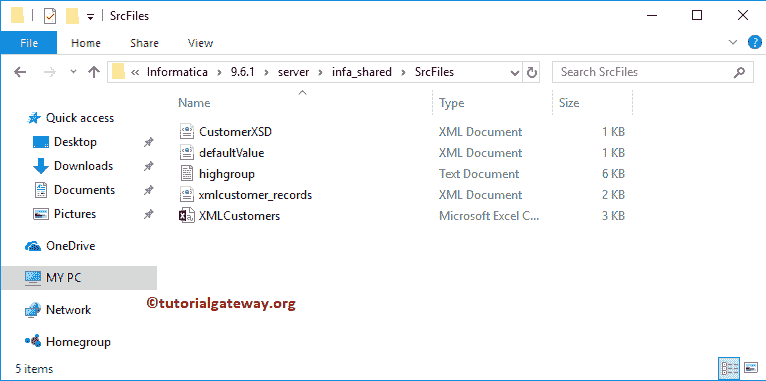 SrcFiles
File Home Share View
« Informatica › 9.6.1 › server › infa_shared › SrcFiles
Search SrcFiles
Name Type Size
Quick access
Desktop
Downloads
Documents
Pictures
OneDrive
MY PC
Network
Homegroup
CustomerXSD XML Document 1 KB
defaultValue XML Document 1 KB
highgroup Text Document 6 KB
xmlcustomer_records XML Document 2 KB
XMLCustomers Microsoft Excel C... 3 KB
©tutorialgateway.org
5 items